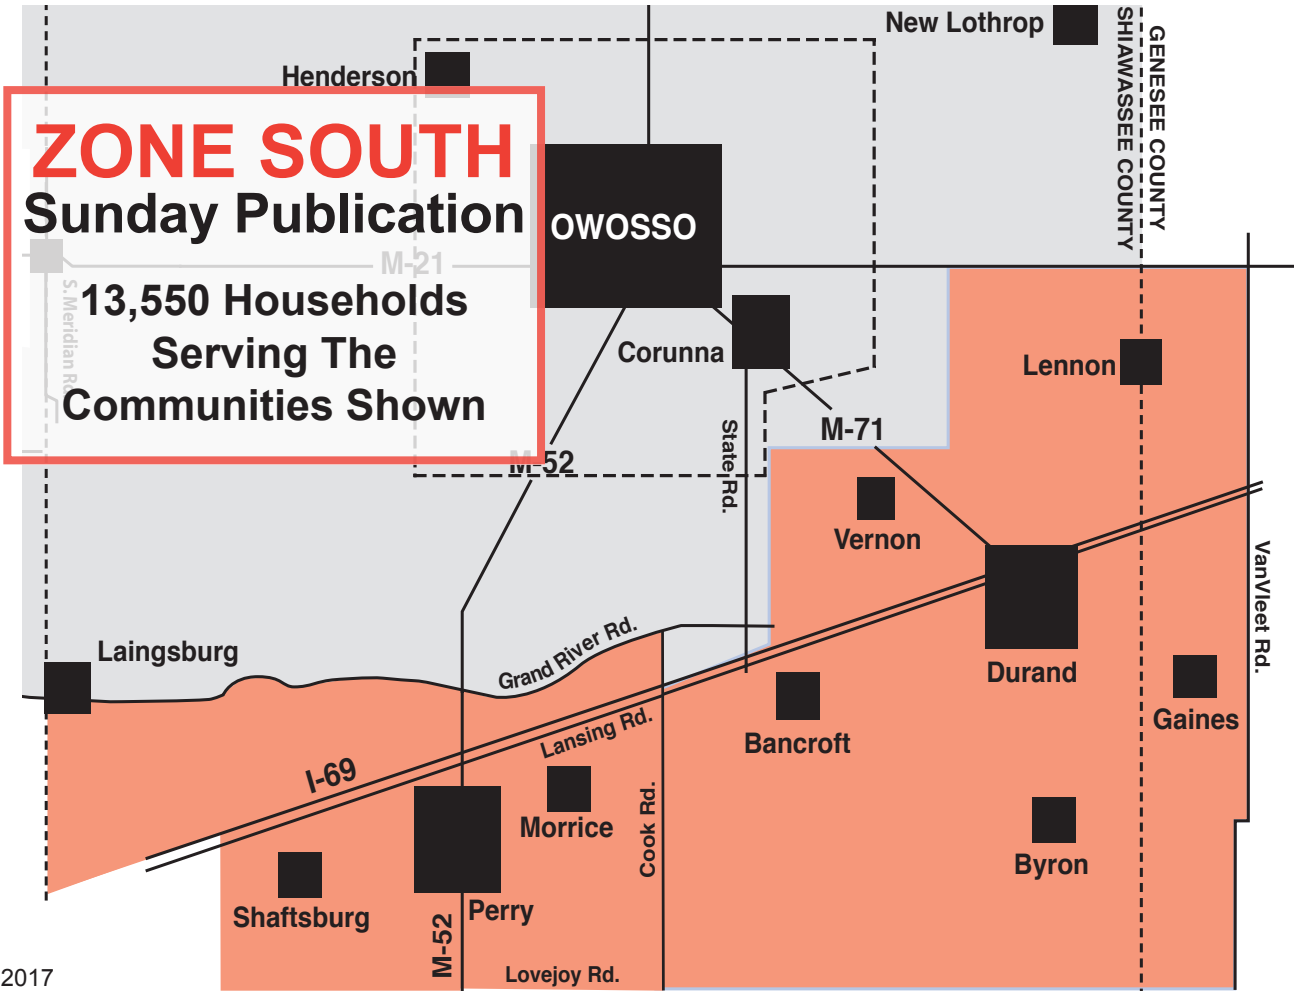 New Lothrop
SHIAWASSEE COUNTY
GENESEE COUNTY
Henderson
ZONE SOUTH
Sunday Publication
OWOSSO
M-21
S. Meridian Rd.
13,550 Households
Serving The
Communities Shown
Corunna
Lennon
M-71
State Rd.
M-52
Vernon
VanVleet Rd.
Grand River Rd.
Laingsburg
Durand
Gaines
Lansing Rd.
Bancroft
I-69
Morrice
Cook Rd.
Byron
Shaftsburg
Perry
M-52
Lovejoy Rd.
2017